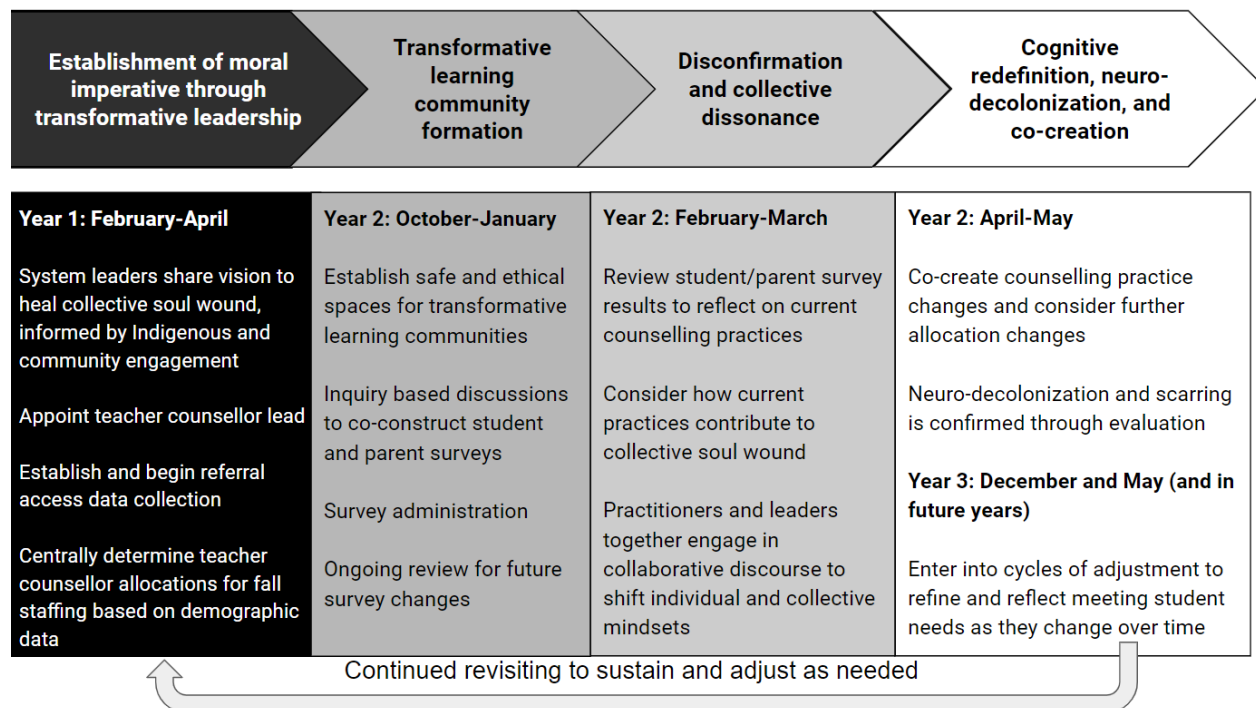 Establishment of moral
imperative through
transformative leadership
Transformative
learning
community
formation
Disconfirmation
and collective
dissonance
Cognitive
redefinition, neuro-
decolonization, and
co-creation
Year 1: February-April
System leaders share vision to
heal collective soul wound,
informed by Indigenous and
community engagement
Appoint teacher counsellor lead
Establish and begin referral
access data collection
Centrally determine teacher
counsellor allocations for fall
staffing based on demographic
data
Year 2: October-January
Establish safe and ethical
spaces for transformative
learning communities
Inquiry based discussions
to co-construct student
and parent surveys
Survey administration
Ongoing review for future
survey changes
Year 2: February-March
Review student/parent survey
results to reflect on current
counselling practices
Consider how current
practices contribute to
collective soul wound
Practitioners and leaders
together engage in
collaborative discourse to
shift individual and collective
mindsets
Year 2: April-May
Co-create counselling practice
changes and consider further
allocation changes
Neuro-decolonization and scarring
is confirmed through evaluation
Year 3: December and May (and in
future years)
Enter into cycles of adjustment to
refine and reflect meeting student
needs as they change over time
Continued revisiting to sustain and adjust as needed